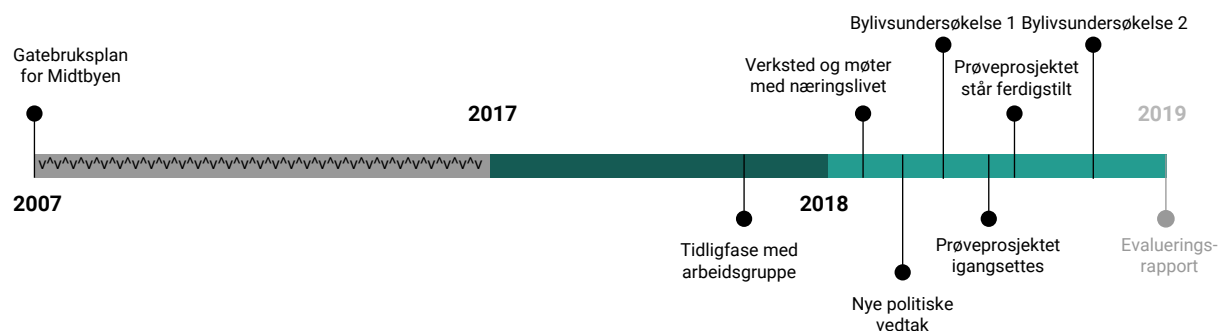 Bylivsundersøkelse 1 Bylivsundersøkelse 2
Gatebruksplan
for Midtbyen
Verksted og møter
med næringslivet
Prøveprosjektet
står ferdigstilt
2017
2019
v^v^v^v^v^v^v^v^v^v^v^v^v^v^v^v^v^v^v^v^v^v^v^v^v
2007
2018
Tidligfase med
arbeidsgruppe
Prøveprosjektet
igangsettes
Evaluerings-
rapport
Nye politiske
vedtak